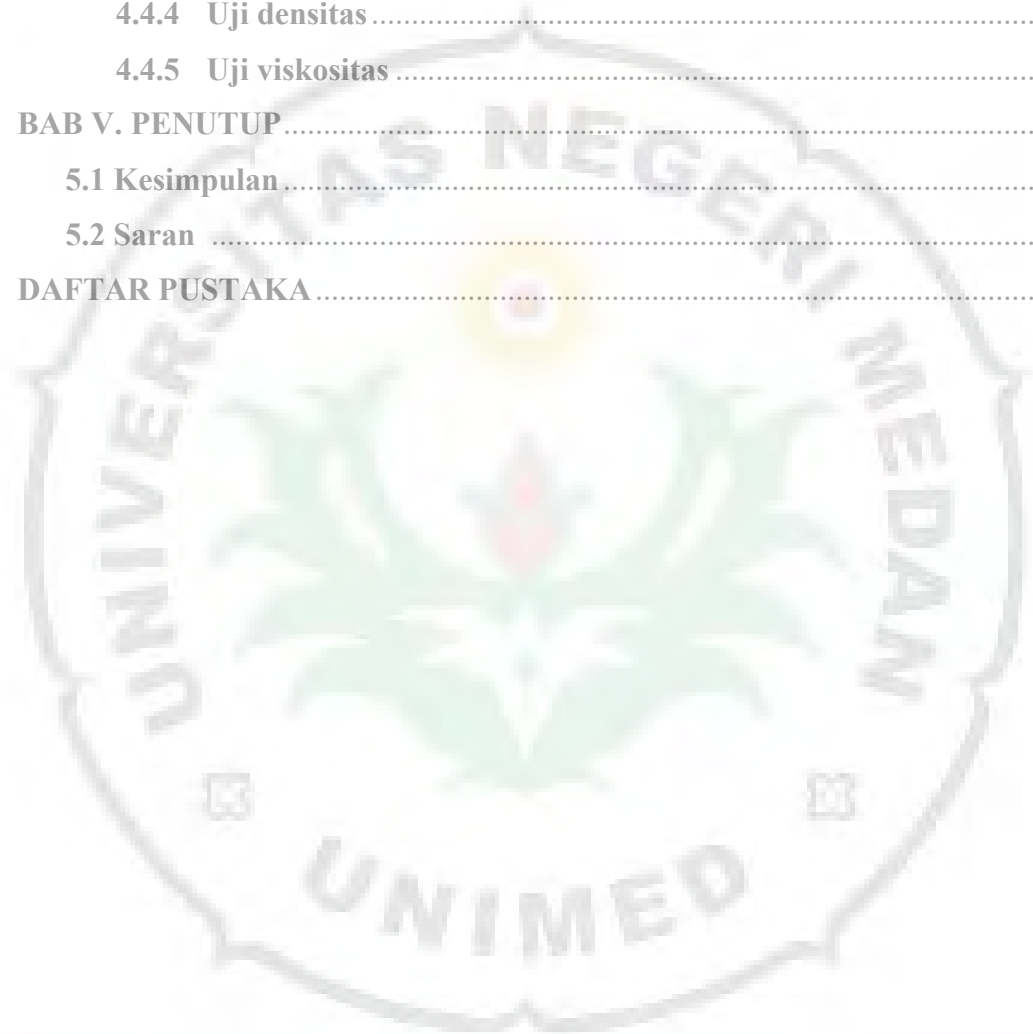 4.4.4 Uji densitas........................................................................
4.4.5 Uji viskositas......................................................................
BAB V. PENUTUP........................................................................
5.1 Kesimpulan........................................................................
5.2 Saran ........................................................................
DAFTAR PUSTAKA........................................................................
UNIVERSITAS NEGERI MEDAN
UNIMED